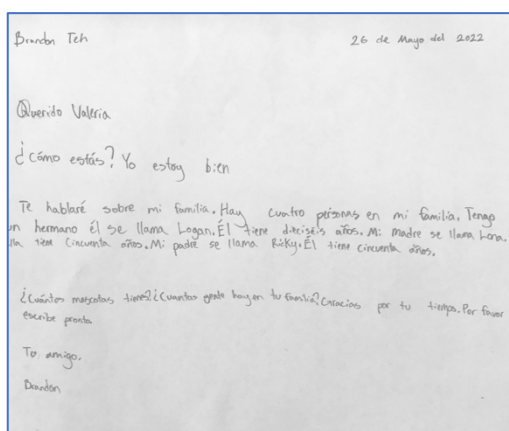 Brandon Teh 26 de Mayo del 2022
Querido Valeria
¿cómo estás? Yo estoy bien
Te hablaré sobre mi familia. Hay cuatro personas en mi familia. Tengo
un hermano él se llama Logan. Él tiene dieciséis años. Mi madre se llama Lona.
lla tiene Cincuenta años. Mi padre se llama Ricky. Él tiene circuenta años.
¿Cuántos mascotas tienes? ¿Cuantos gente hay en tu familia? Gracias por tu tiempo. Por favor
escribe pronto
Tu amigo.
Brandon